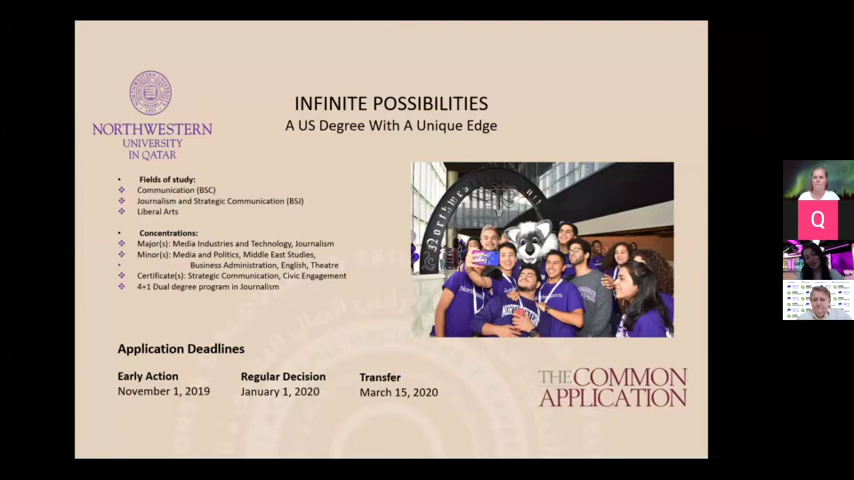 NORTHWESTERN
UNIVERSITY
IN QATAR
INFINITE POSSIBILITIES
A US Degree With A Unique Edge
Fields of study:
Communication (BSC)
Journalism and Strategic Communication (BSJ)
Liberal Arts
Concentrations:
Major(s): Media Industries and Technology, Journalism
Minor(s): Media and Politics, Middle East Studies,
Business Administration, English, Theatre
Certificate(s): Strategic Communication, Civic Engagement
4+1 Dual degree program in Journalism
Application Deadlines
Early Action
November 1, 2019
Regular Decision
January 1, 2020
Transfer
March 15, 2020
THE COMMON
APPLICATION
Q